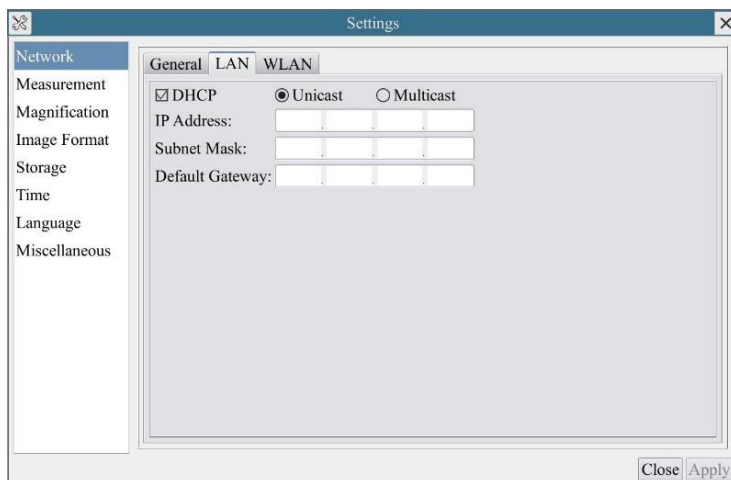 Settings
Network
Measurement
Magnification
Image Format
Storage
Time
Language
Miscellaneous
General LAN WLAN
DHCP Unicast Multicast
IP Address:
Subnet Mask:
Default Gateway:
Close Apply